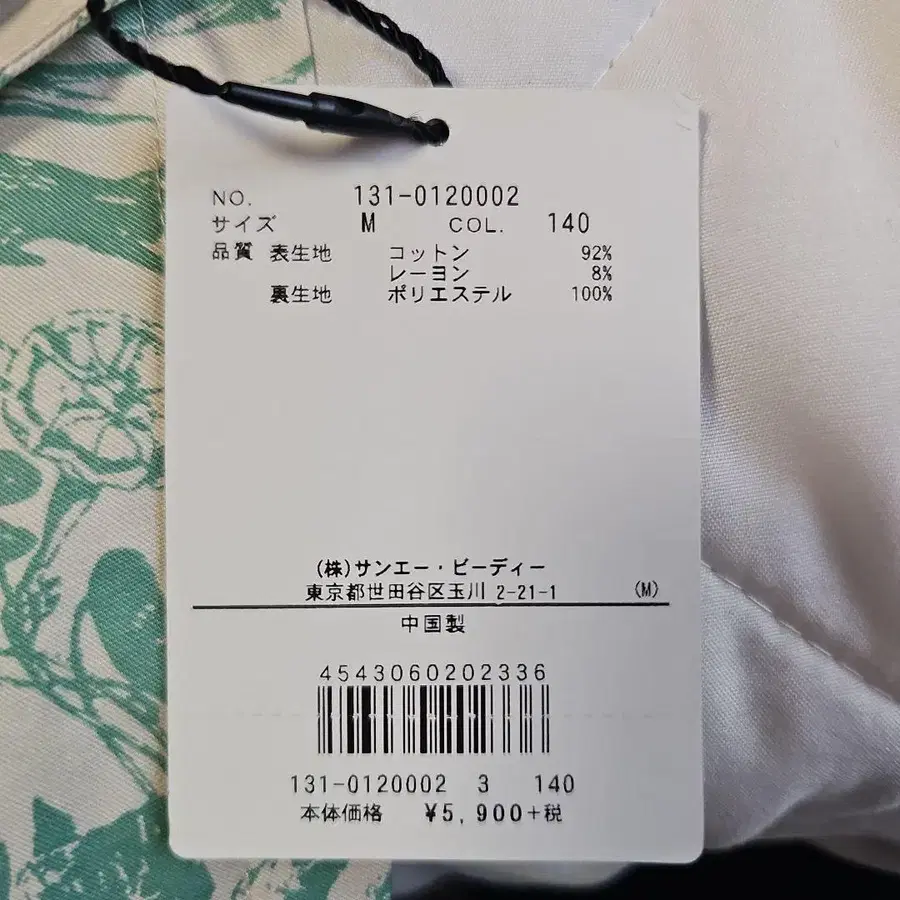 NO. 131-0120002
サイズ M COL. 140
品質 表生地 コットン 92%
レーヨン 8%
裏生地 ポリエステル 100%
(株)サンエー・ビーディー
東京都世田谷区玉川 2-21-1 (M)
中国製
4543060202336
131-0120002 3 140
本体価格 ¥5,900+税